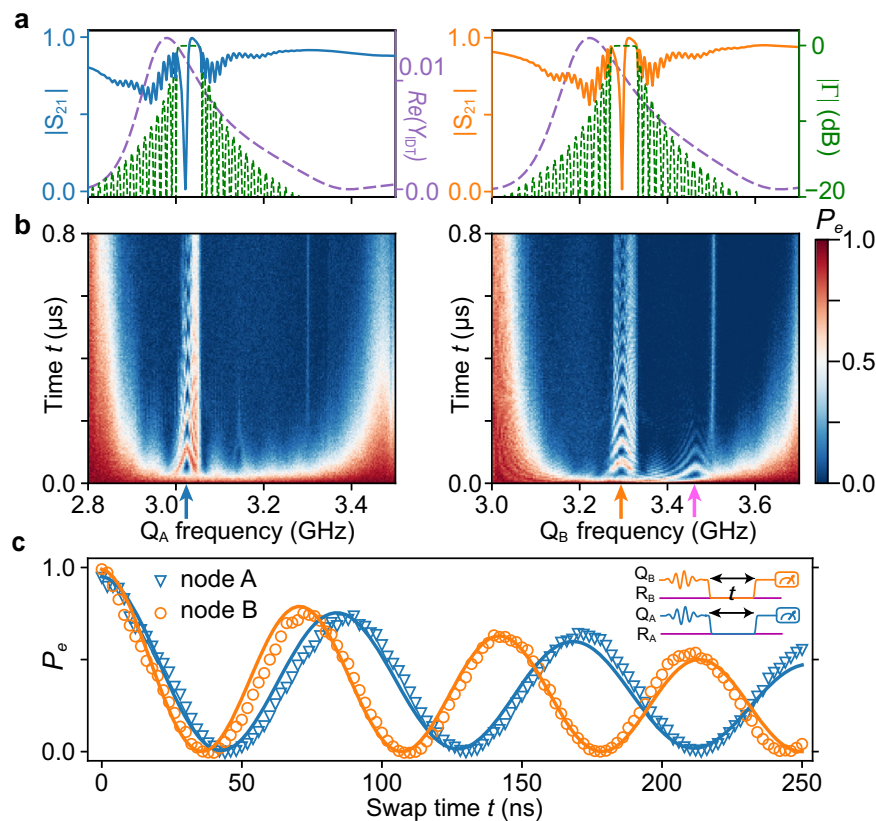 a
1.0
|S21|
0.0
0.01
Re(YIDT)
0.0
1.0
|S21|
0.0
0
|Γ| (dB)
−20
b
0.8
Time t (μs)
0.0
2.8 3.0 3.2 3.4
QA frequency (GHz)
0.8
Time t (μs)
0.0
3.0 3.2 3.4 3.6
QB frequency (GHz)
Pe
1.0
0.5
0.0
c
1.0
Pe
0.0
node A
node B
QB
RB
t
QA
RA
0 50 100 150 200 250
Swap time t (ns)